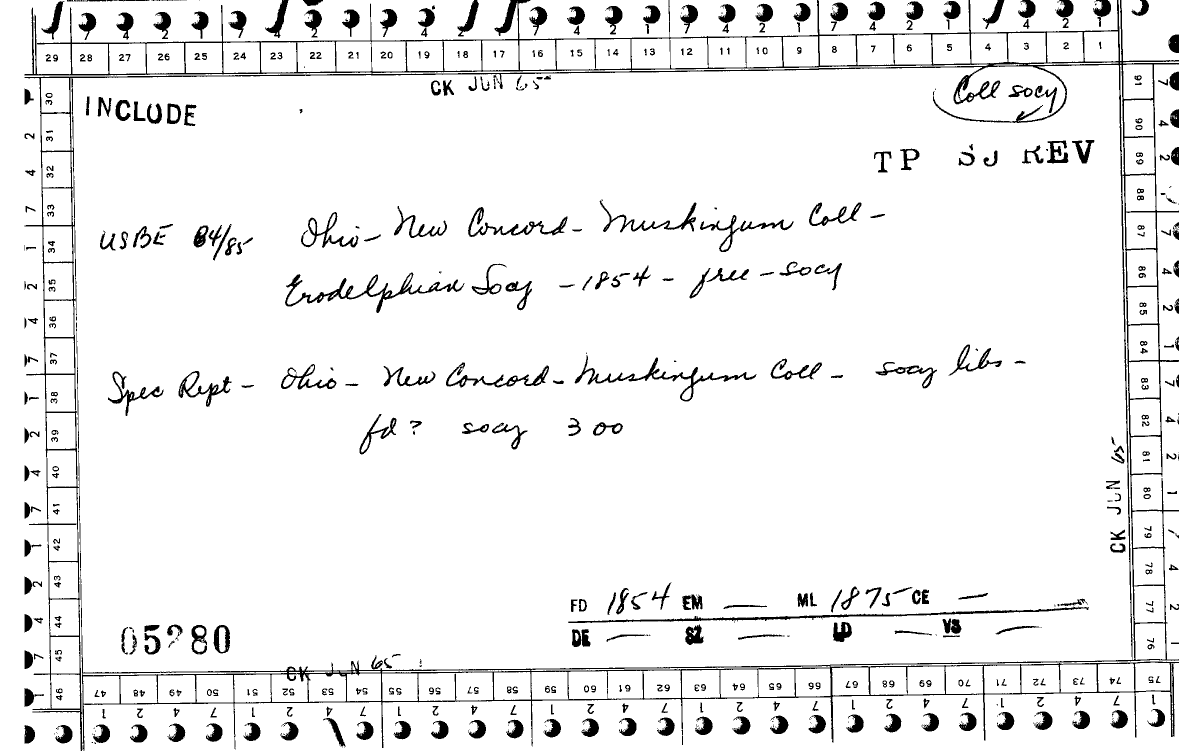 29 28 27 26 25 24 23 22 21 20 19 18 17 16 15 14 13 12 11 10 9 8 7 6 5 4 3 2 1
CK JUN 65
Coll socy
INCLUDE
TP SJ REV
USBE 84/85 Ohio - New Concord - Muskingum Coll -
Erodelphian Socy - 1854 - free - socy
Spec Rept - Ohio - New Concord - Muskingum Coll - socy libs -
fd? socy 300
CK JUN 65
FD 1854 EM — ML 1875 CE —
DE — SZ — LD — VS —
CK JUN 65
30 31 32 33 34 35 36 37 38 39 40 41 42 43 44 45 46
47 48 49 50 51 52 53 54 55 56 57 58 59 60 61 62 63 64 65 66 67 68 69 70 71 72 73 74 75
76 77 78 79 80 81 82 83 84 85 86 87 88 89 90 91